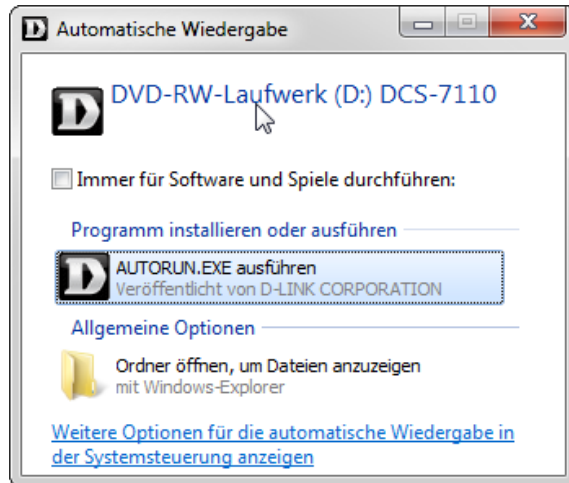 Automatische Wiedergabe
DVD-RW-Laufwerk (D:) DCS-7110
Immer für Software und Spiele durchführen:
Programm installieren oder ausführen
AUTORUN.EXE ausführen
Veröffentlicht von D-LINK CORPORATION
Allgemeine Optionen
Ordner öffnen, um Dateien anzuzeigen
mit Windows-Explorer
Weitere Optionen für die automatische Wiedergabe in
der Systemsteuerung anzeigen